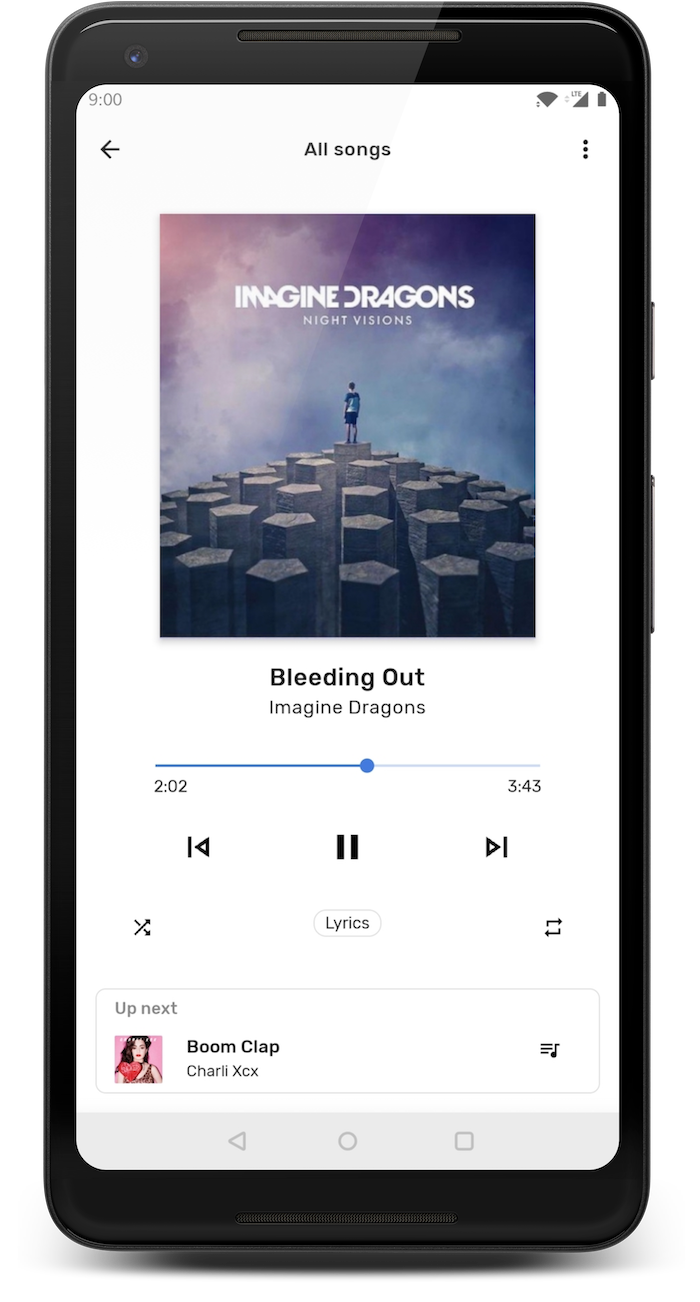 9:00
LTE
All songs
IMAGINE DRAGONS
NIGHT VISIONS
Bleeding Out
Imagine Dragons
2:02
3:43
Lyrics
Up next
Boom Clap
Charli Xcx